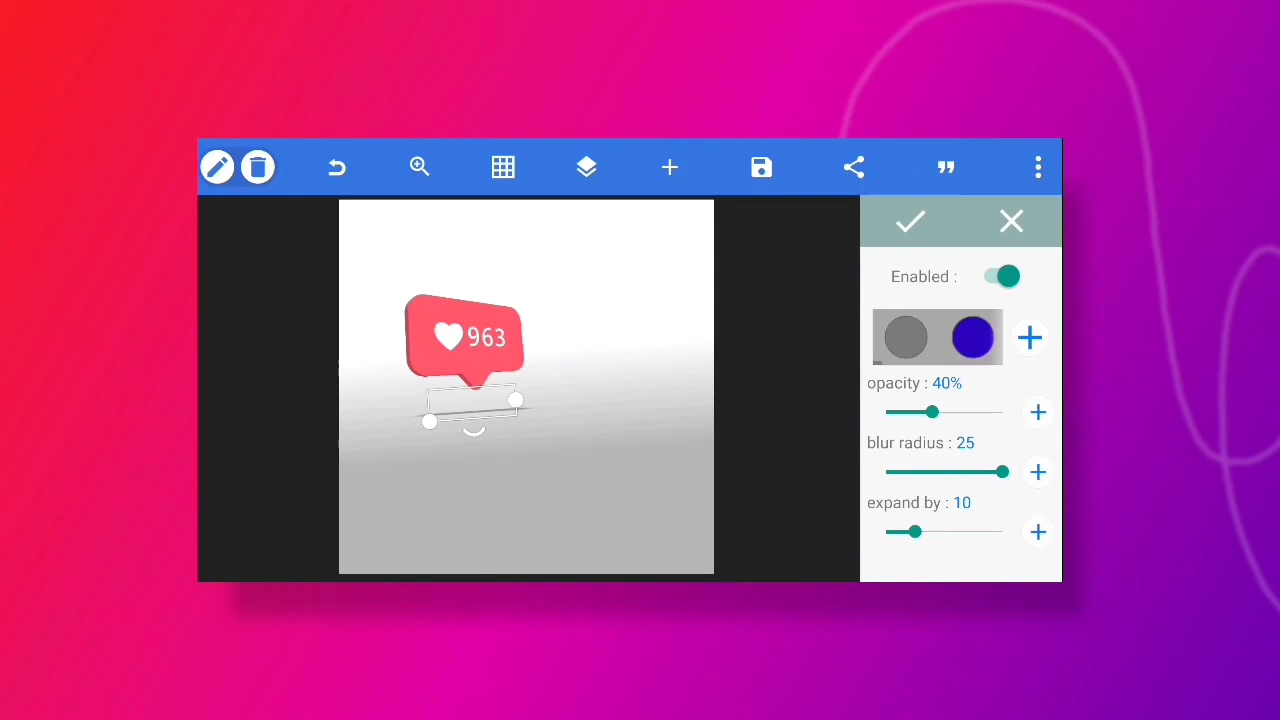 963
Enabled :
opacity : 40%
blur radius : 25
expand by : 10